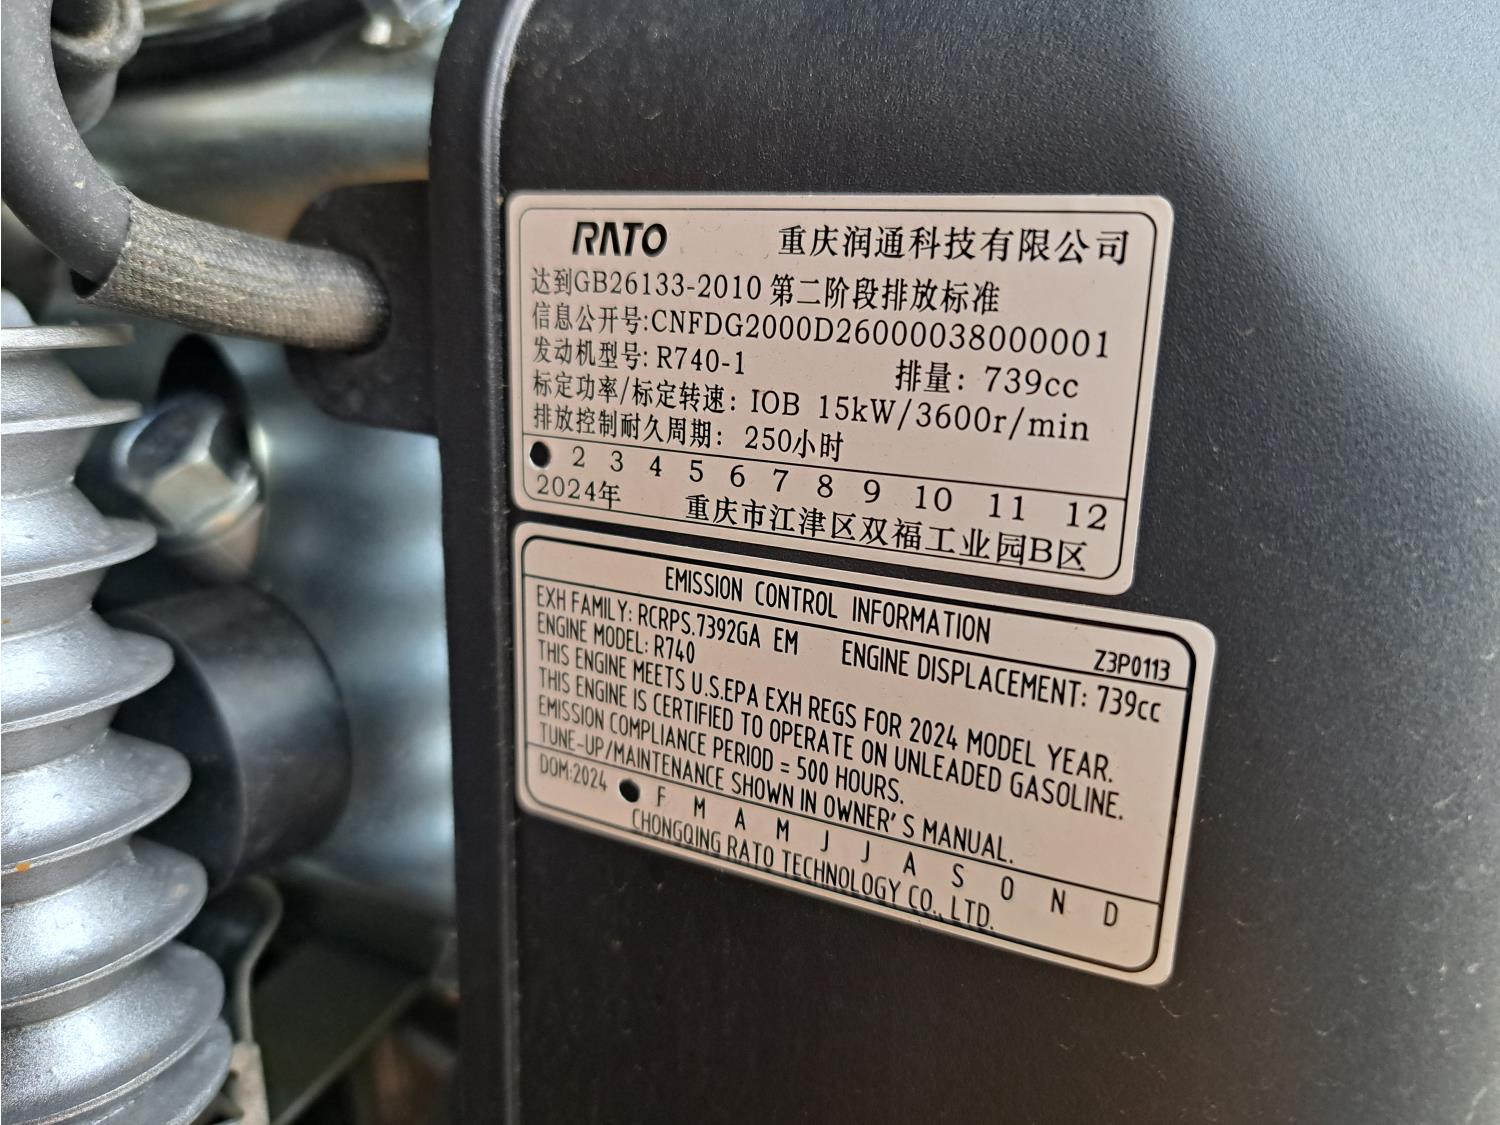 RATO 重庆润通科技有限公司
达到GB26133-2010 第二阶段排放标准
信息公开号:CNFDG2000D26000038000001
发动机型号: R740-1 排量: 739cc
标定功率/标定转速: IOB 15kW/3600r/min
排放控制耐久周期: 250小时
2 3 4 5 6 7 8 9 10 11 12
2024年 重庆市江津区双福工业园B区
EMISSION CONTROL INFORMATION Z3P0113
EXH FAMILY: RCRPS.7392GA EM ENGINE DISPLACEMENT: 739cc
ENGINE MODEL: R740
THIS ENGINE MEETS U.S.EPA EXH REGS FOR 2024 MODEL YEAR.
THIS ENGINE IS CERTIFIED TO OPERATE ON UNLEADED GASOLINE.
EMISSION COMPLIANCE PERIOD = 500 HOURS.
TUNE-UP/MAINTENANCE SHOWN IN OWNER'S MANUAL.
DOM:2024 F M A M J J A S O N D
CHONGQING RATO TECHNOLOGY CO., LTD.